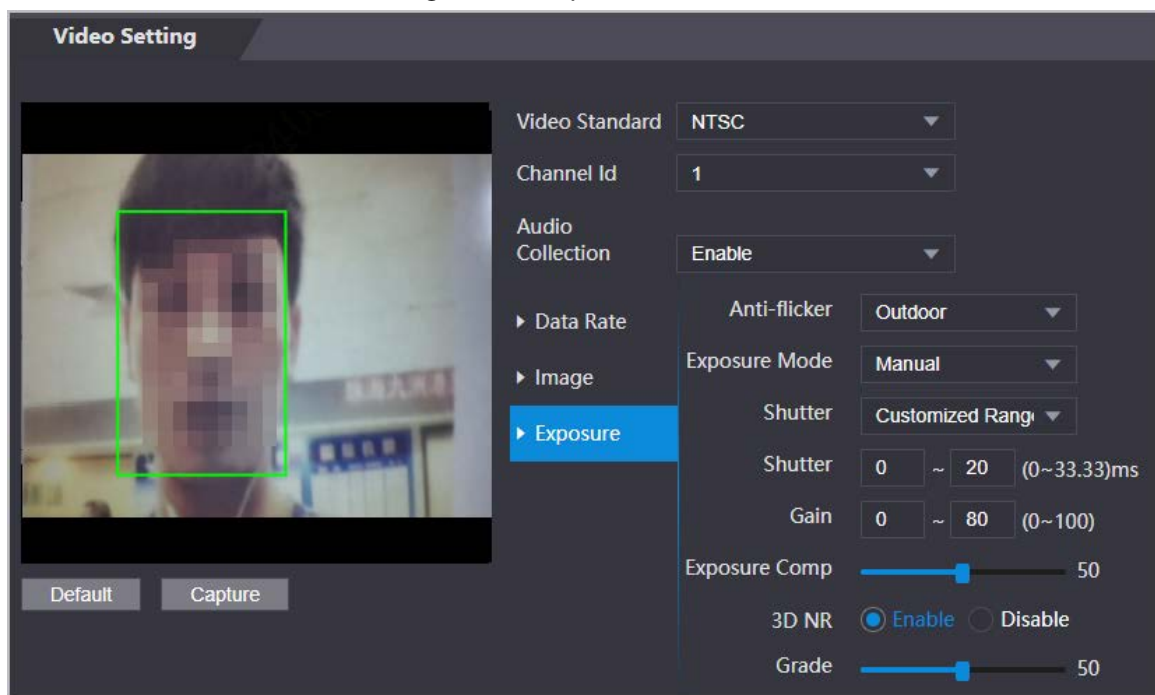 Video Setting
Video Standard NTSC
Channel Id 1
Audio
Collection Enable
Data Rate
Image
Exposure
Anti-flicker Outdoor
Exposure Mode Manual
Shutter Customized Rang
Shutter 0 ~ 20 (0~33.33)ms
Gain 0 ~ 80 (0~100)
Exposure Comp 50
3D NR Enable Disable
Grade 50
Default Capture